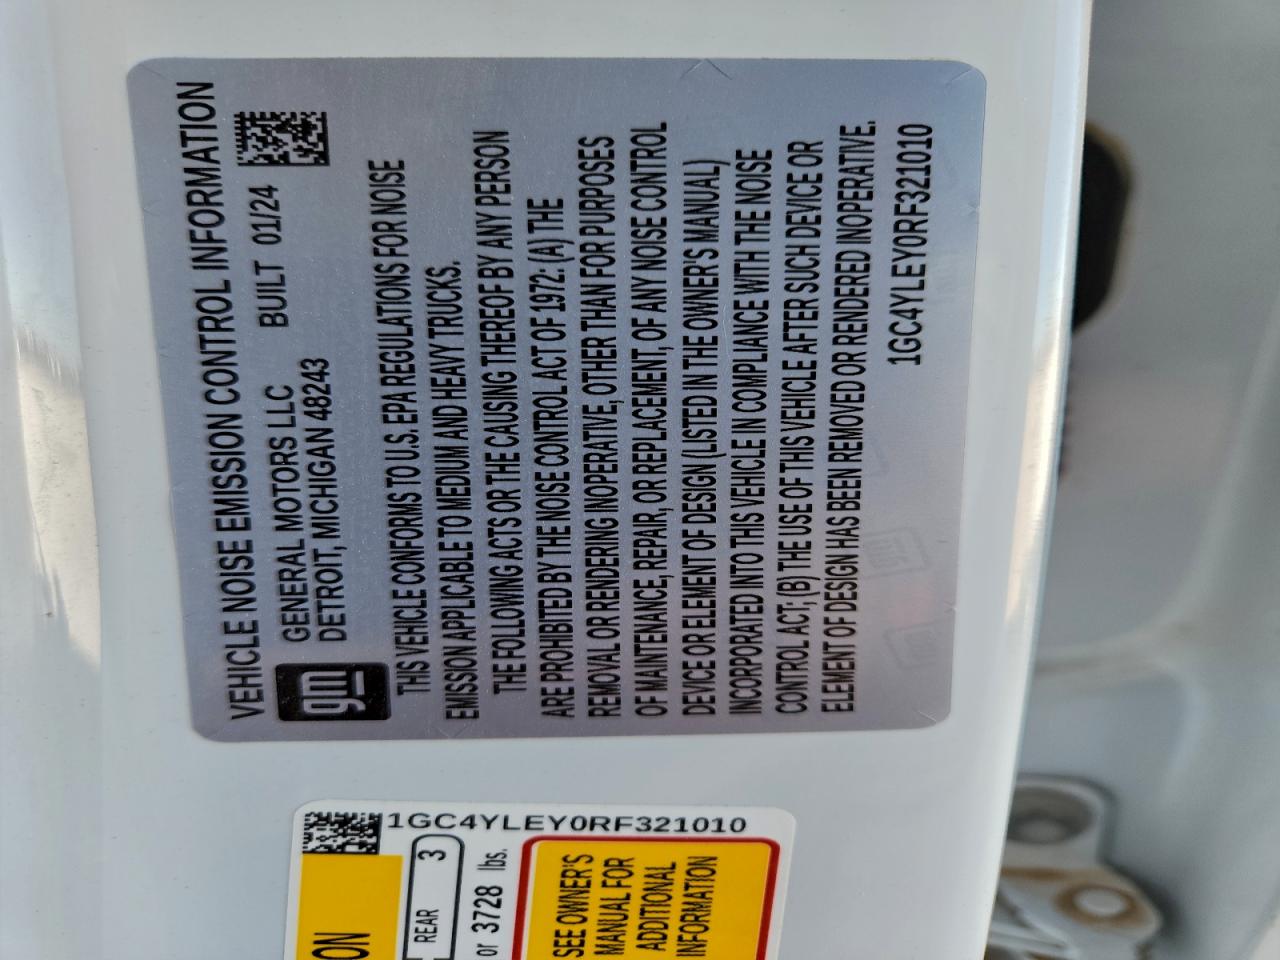 VEHICLE NOISE EMISSION CONTROL INFORMATION
gm
GENERAL MOTORS LLC BUILT 01/24
DETROIT, MICHIGAN 48243
THIS VEHICLE CONFORMS TO U.S. EPA REGULATIONS FOR NOISE
EMISSION APPLICABLE TO MEDIUM AND HEAVY TRUCKS.
THE FOLLOWING ACTS OR THE CAUSING THEREOF BY ANY PERSON
ARE PROHIBITED BY THE NOISE CONTROL ACT OF 1972: (A) THE
REMOVAL OR RENDERING INOPERATIVE, OTHER THAN FOR PURPOSES
OF MAINTENANCE, REPAIR, OR REPLACEMENT, OF ANY NOISE CONTROL
DEVICE OR ELEMENT OF DESIGN (LISTED IN THE OWNER'S MANUAL)
INCORPORATED INTO THIS VEHICLE IN COMPLIANCE WITH THE NOISE
CONTROL ACT; (B) THE USE OF THIS VEHICLE AFTER SUCH DEVICE OR
ELEMENT OF DESIGN HAS BEEN REMOVED OR RENDERED INOPERATIVE.
1GC4YLEY0RF321010
1GC4YLEY0RF321010
ON
REAR 3
or 3728 lbs.
SEE OWNER'S
MANUAL FOR
ADDITIONAL
INFORMATION